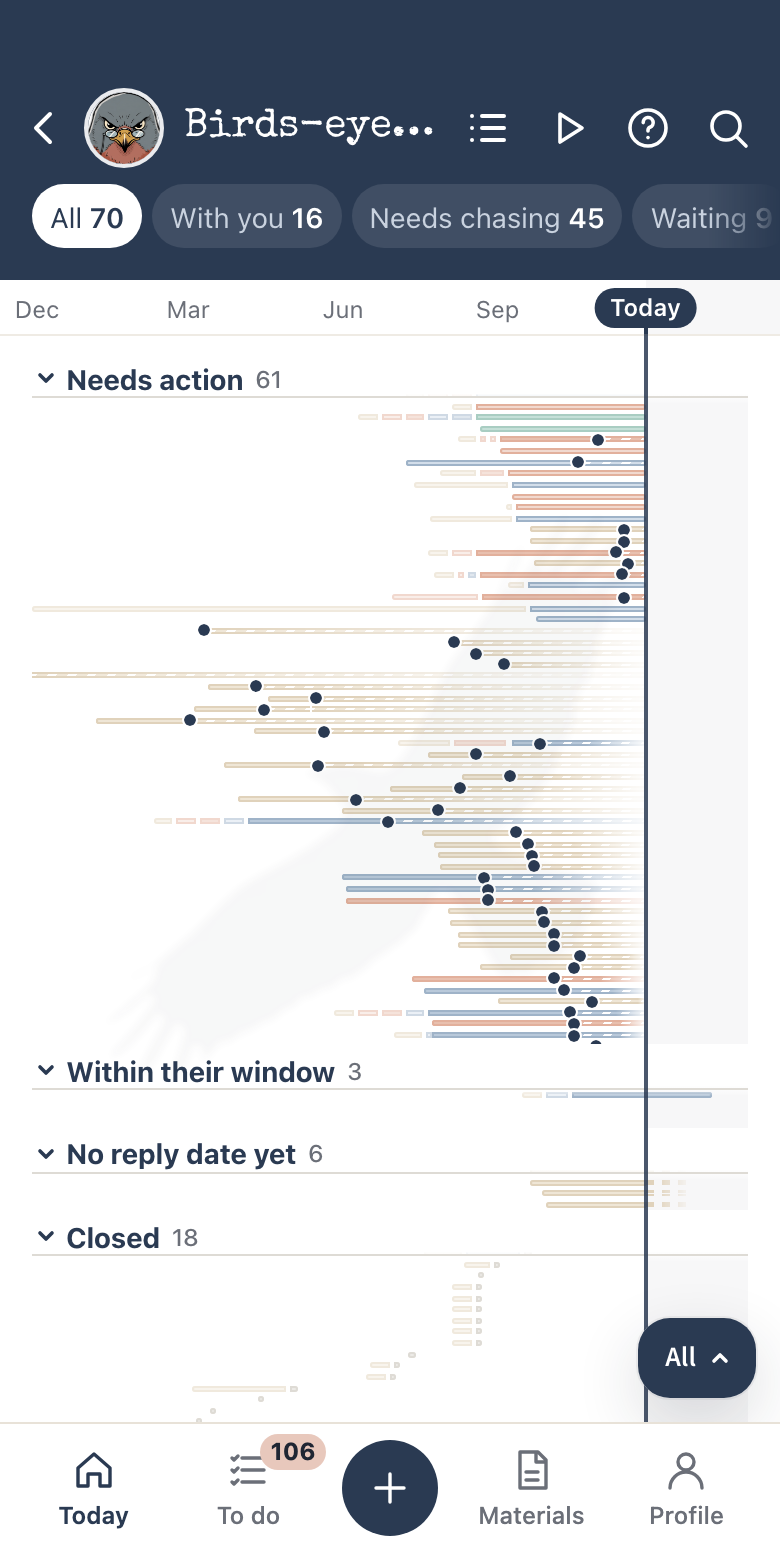 Birds-eye...
All 70
With you 16
Needs chasing 45
Waiting 9
Dec Mar Jun Sep Today
Needs action 61
Within their window 3
No reply date yet 6
Closed 18
All
106
Today To do Materials Profile